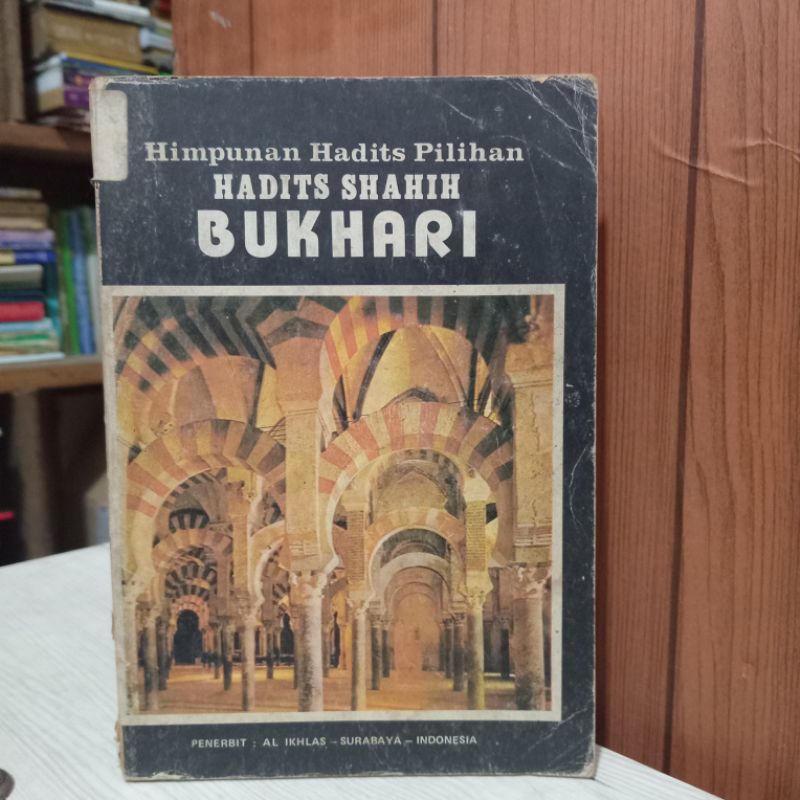 Himpunan Hadits Pilihan
HADITS SHAHIH
BUKHARI
PENERBIT : AL IKHLAS – SURABAYA – INDONESIA